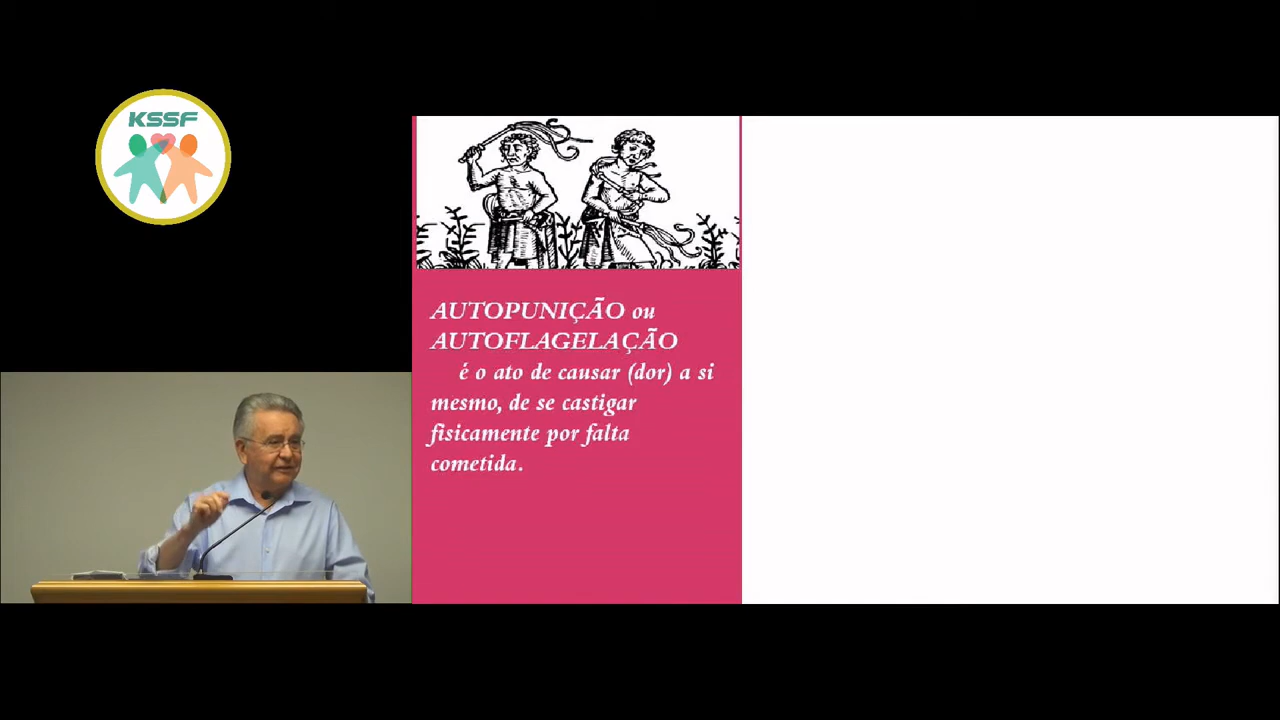 KSSF
AUTOPUNIÇÃO ou
AUTOFLAGELAÇÃO
é o ato de causar (dor) a si
mesmo, de se castigar
fisicamente por falta
cometida.